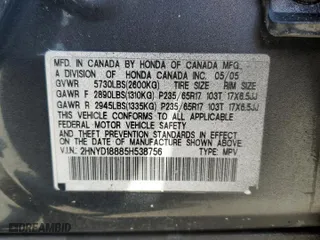 MFD. IN CANADA BY HONDA OF CANADA MFG.,
A DIVISION OF HONDA CANADA INC. 05/05
GVWR 5730LBS(2600KG) TIRE SIZE RIM SIZE
GAWR F 2890LBS(1310KG) P235/65R17 103T 17X6.5JJ
GAWR R 2945LBS(1335KG) P235/65R17 103T 17X6.5JJ
THIS VEHICLE CONFORMS TO ALL APPLICABLE
FEDERAL MOTOR VEHICLE SAFETY
AND THEFT PREVENTION STANDARDS IN EFFECT
ON THE DATE OF MANUFACTURE SHOWN ABOVE.
V.I.N.: 2HNYD18885H538756 TYPE: MPV